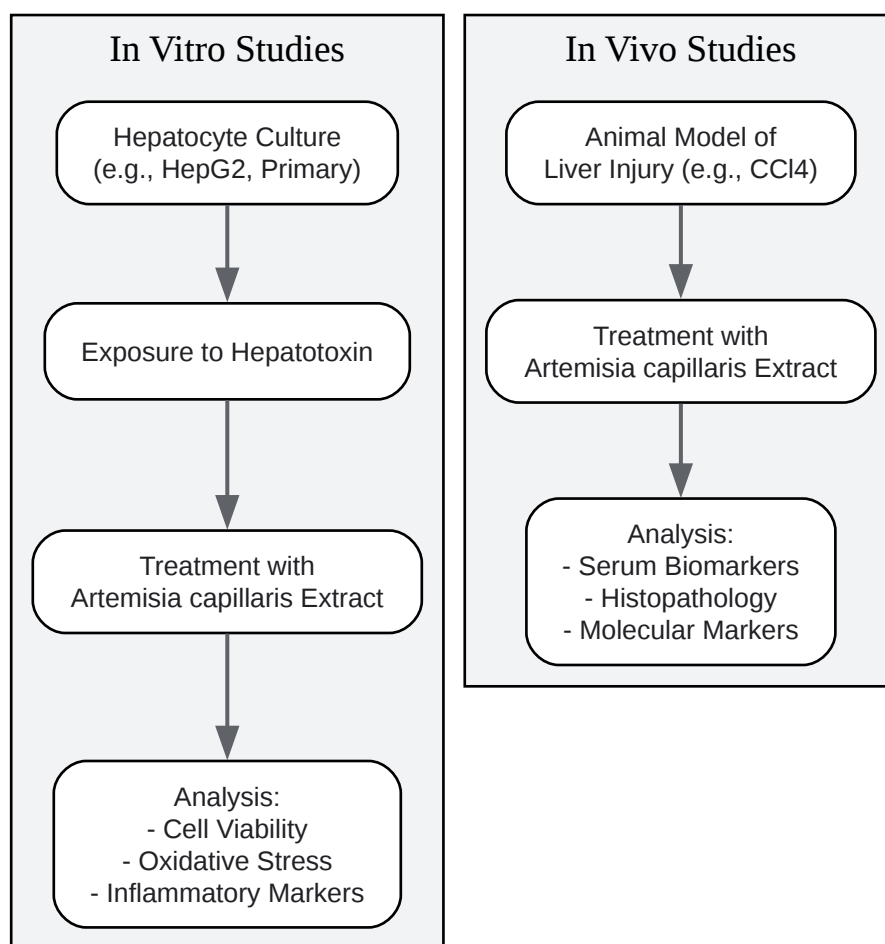 In Vitro Studies
Hepatocyte Culture
(e.g., HepG2, Primary)
Exposure to Hepatotoxin
Treatment with
Artemisia capillaris Extract
Analysis:
- Cell Viability
- Oxidative Stress
- Inflammatory Markers
In Vivo Studies
Animal Model of
Liver Injury (e.g., CCl4)
Treatment with
Artemisia capillaris Extract
Analysis:
- Serum Biomarkers
- Histopathology
- Molecular Markers